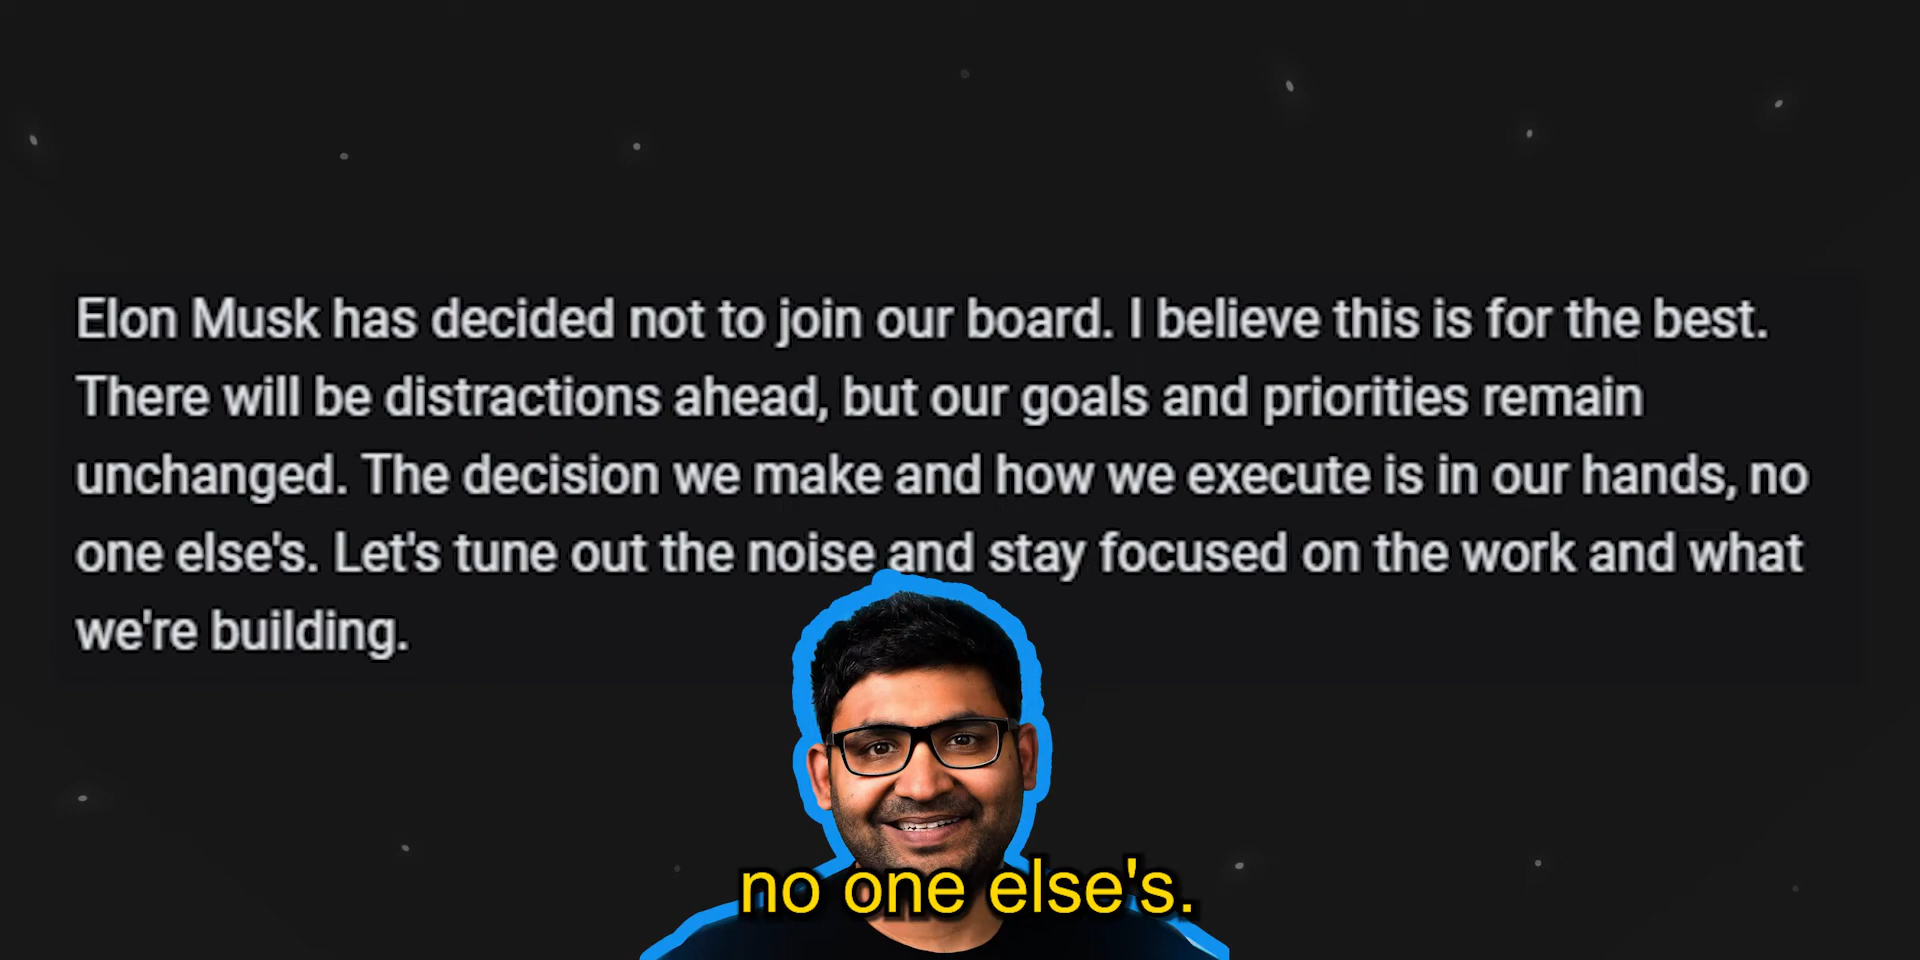 Elon Musk has decided not to join our board. I believe this is for the best.
There will be distractions ahead, but our goals and priorities remain
unchanged. The decision we make and how we execute is in our hands, no
one else's. Let's tune out the noise and stay focused on the work and what
we're building.
no one else's.